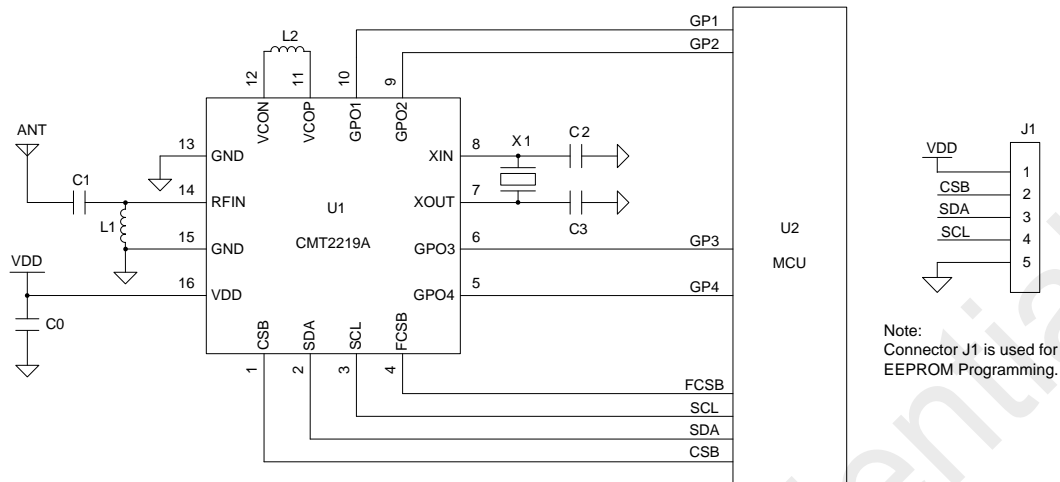 GP1
GP2
L2
12
11
10
9
VCON
VCOP
GPO1
GPO2
ANT
13
GND
XIN
8
X1
C2
C1
14
RFIN
U1
XOUT
7
L1
CMT2219A
C3
15
GND
GPO3
6
GP3
U2
MCU
VDD
16
VDD
GPO4
5
GP4
C0
CSB
SDA
SCL
FCSB
1
2
3
4
FCSB
SCL
SDA
CSB
J1
VDD
1
CSB
2
SDA
3
SCL
4
5
Note:
Connector J1 is used for
EEPROM Programming.